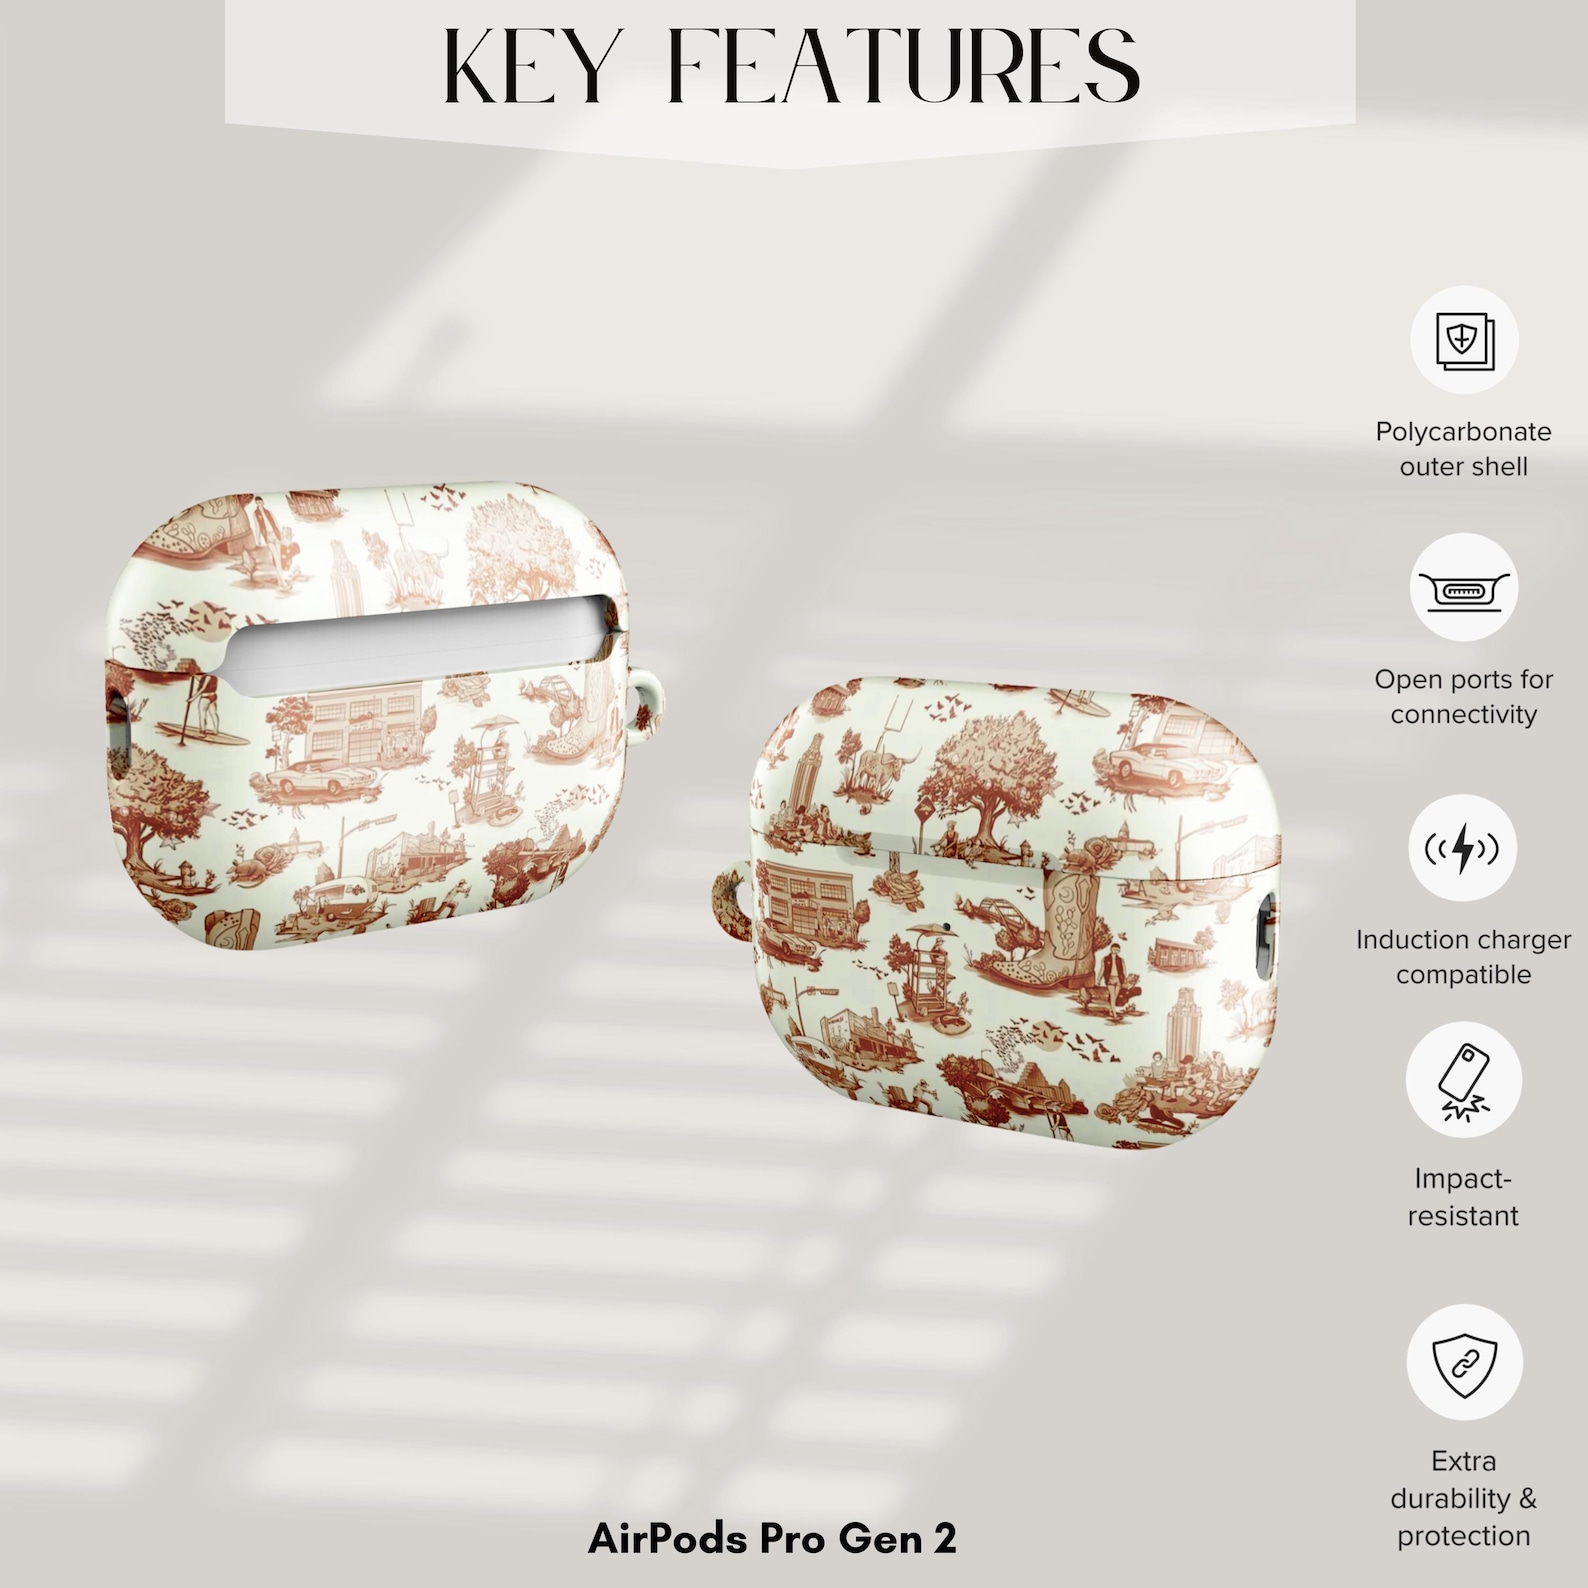 KEY FEATURES
Polycarbonate
outer shell
Open ports for
connectivity
Induction charger
compatible
Impact-
resistant
Extra
durability &
protection
AirPods Pro Gen 2